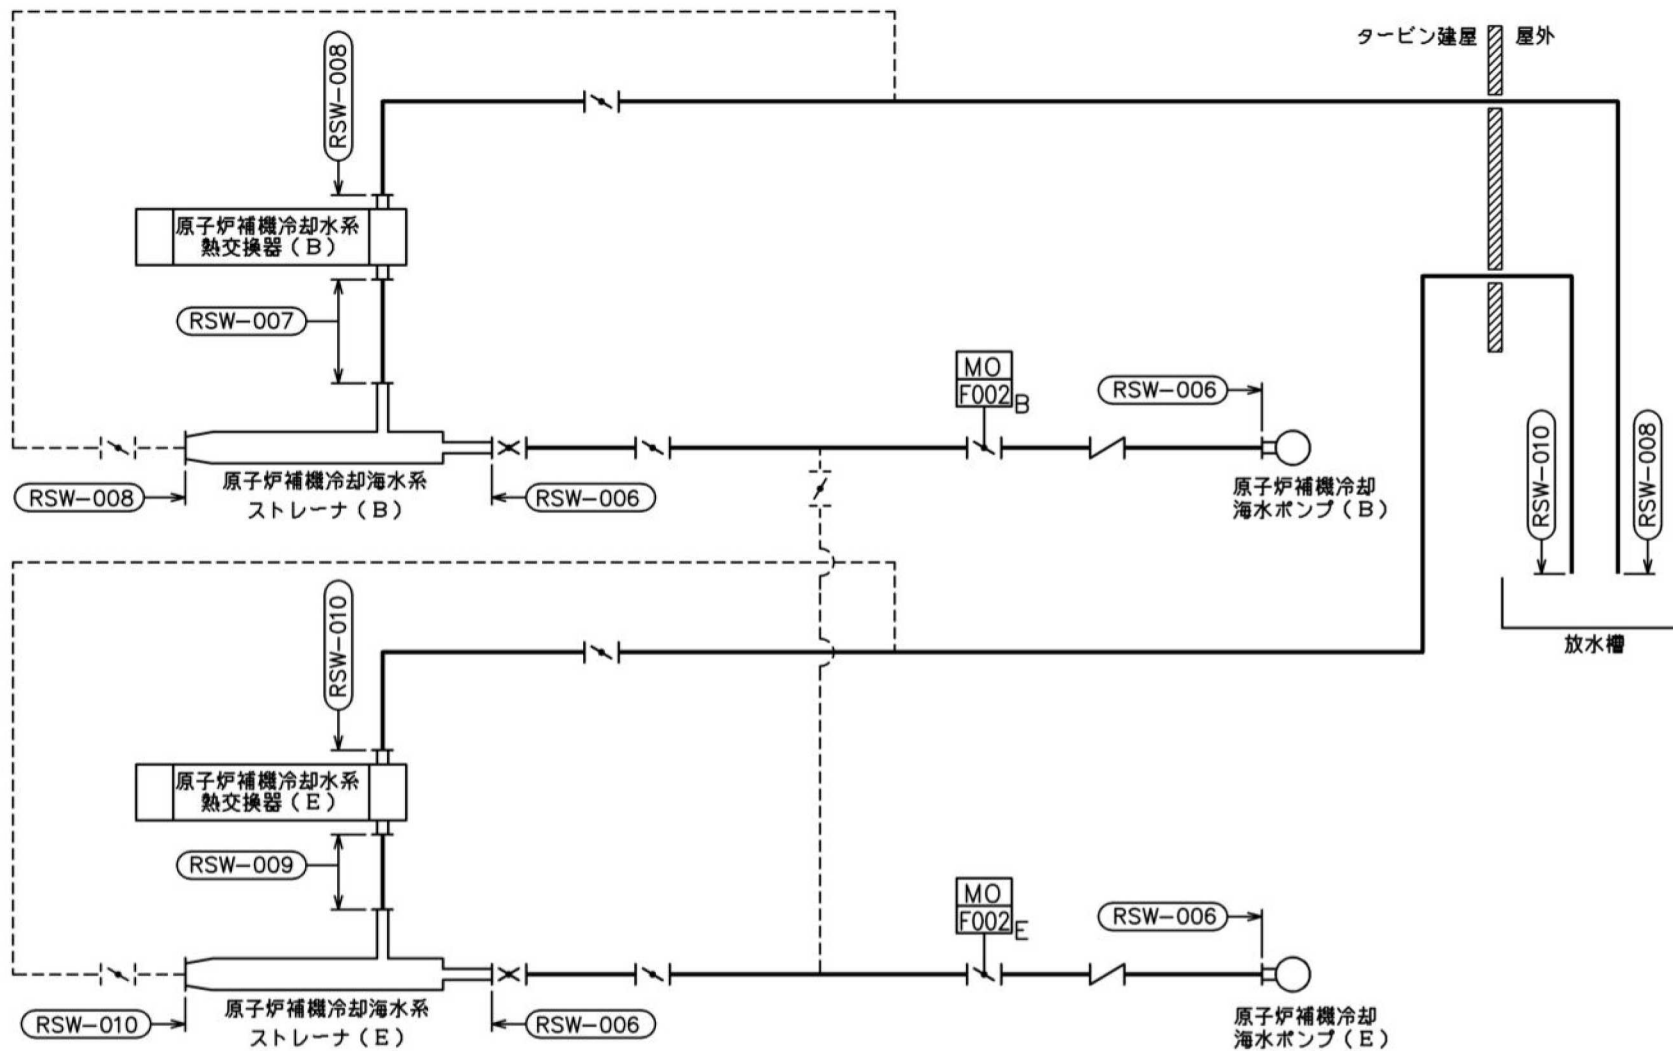 タービン建屋
屋外
RSW-008
原子炉補機冷却水系
熱交換器(B)
RSW-007
MO
F002
B
RSW-006
RSW-008
原子炉補機冷却海水系
ストレーナ(B)
RSW-006
原子炉補機冷却
海水ポンプ(B)
RSW-010
RSW-008
放水槽
RSW-010
原子炉補機冷却水系
熱交換器(E)
RSW-009
MO
F002
E
RSW-006
RSW-010
原子炉補機冷却海水系
ストレーナ(E)
RSW-006
原子炉補機冷却
海水ポンプ(E)